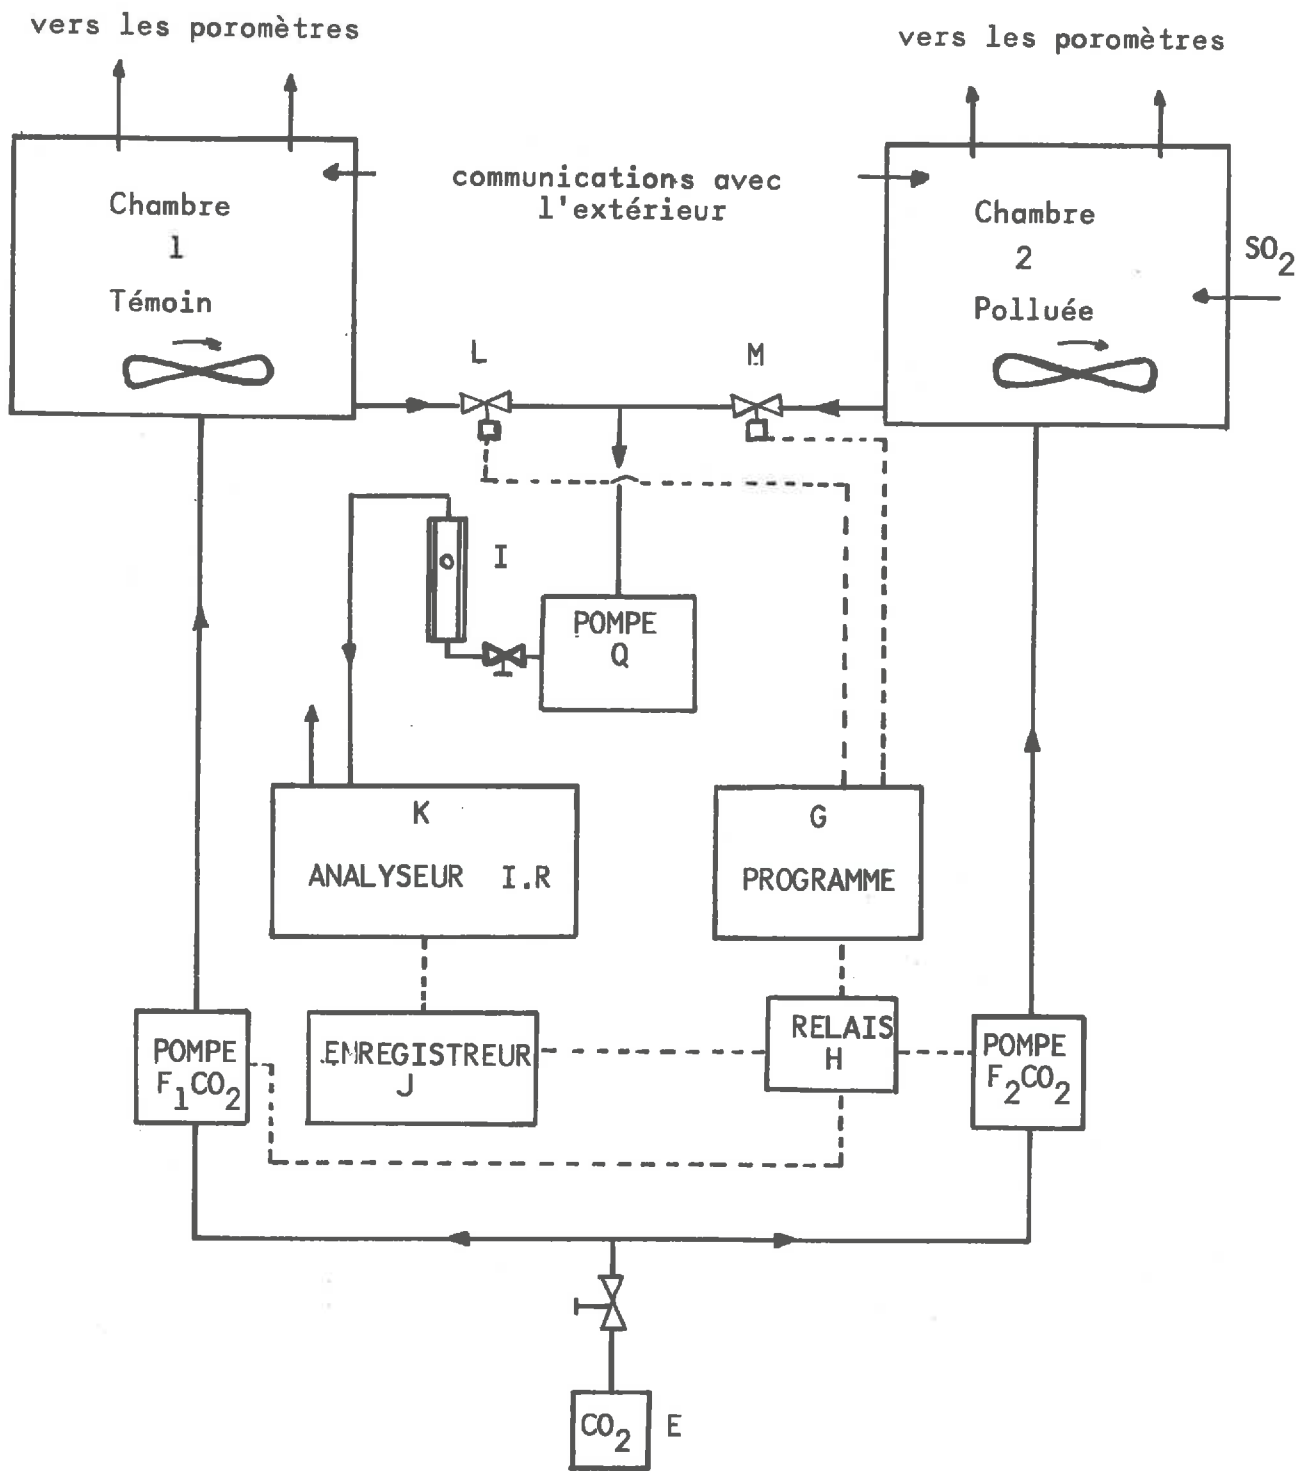 vers les poromètres
vers les poromètres
communications avec
l'extérieur
Chambre
1
Témoin
Chambre
2
Polluée
SO2
L
M
I
POMPE
Q
K
ANALYSEUR I.R
G
PROGRAMME
POMPE
F1CO2
ENREGISTREUR
J
RELAIS
H
POMPE
F2CO2
CO2
E